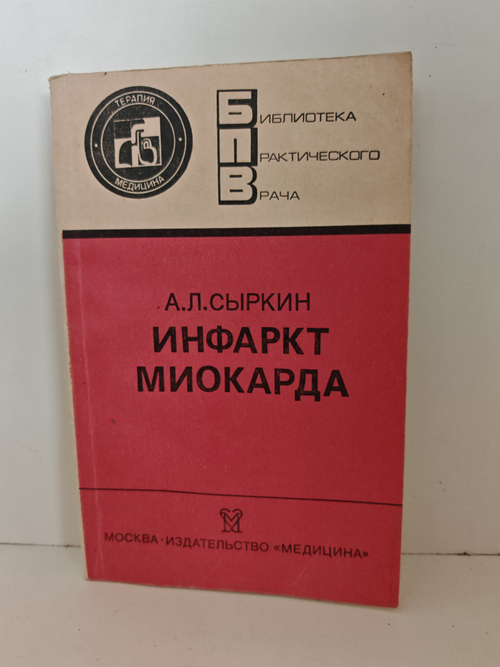 ТЕРАПИЯ
МЕДИЦИНА
БИБЛИОТЕКА
ПРАКТИЧЕСКОГО
ВРАЧА
А.Л.СЫРКИН
ИНФАРКТ
МИОКАРДА
МОСКВА·ИЗДАТЕЛЬСТВО «МЕДИЦИНА»